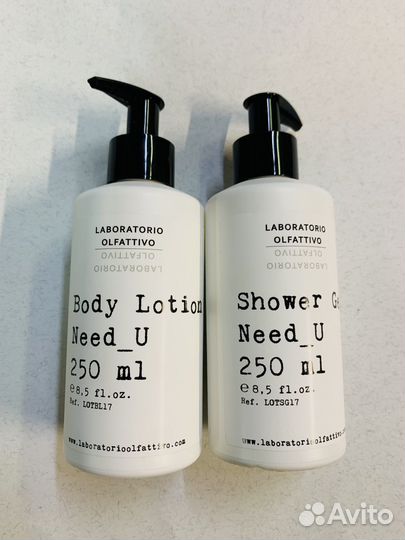 LABORATORIO
OLFATTIVO
OLFATTIVO
LABORATORIO
Body Lotion
Need_U
250 ml
℮ 8,5 fl.oz.
Ref. LOTBL17
www.laboratorioolfattivo.com
LABORATORIO
OLFATTIVO
OLFATTIVO
LABORATORIO
Shower Ge
Need_U
250 ml
℮ 8,5 fl.oz.
Ref. LOTSG17
www.laboratorioolfattivo.
Avito